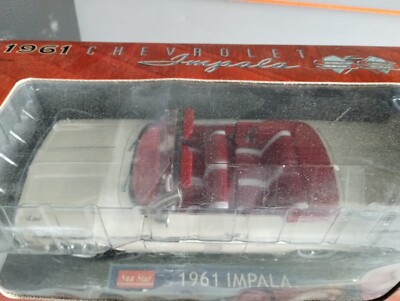 1961 CHEVROLET
Impala
Sun Star
1961 IMPALA